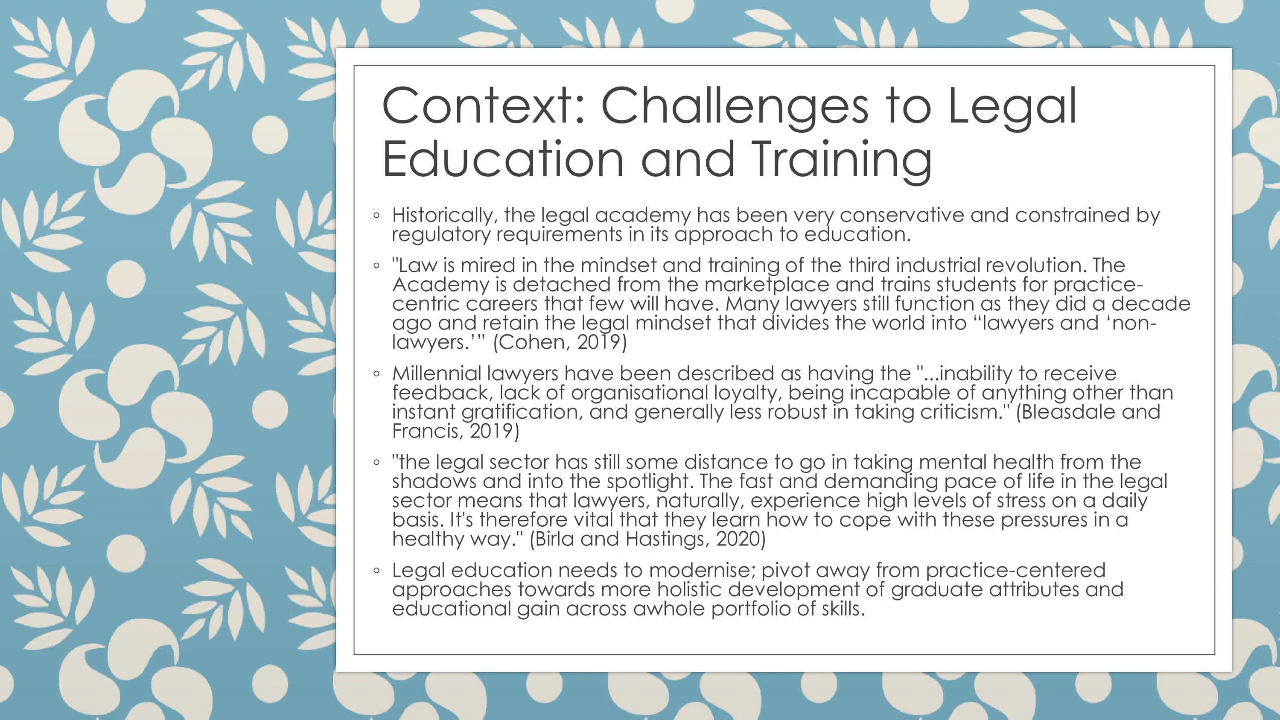 Context: Challenges to Legal
Education and Training
◦ Historically, the legal academy has been very conservative and constrained by
regulatory requirements in its approach to education.
◦ "Law is mired in the mindset and training of the third industrial revolution. The
Academy is detached from the marketplace and trains students for practice-
centric careers that few will have. Many lawyers still function as they did a decade
ago and retain the legal mindset that divides the world into “lawyers and ‘non-
lawyers.’” (Cohen, 2019)
◦ Millennial lawyers have been described as having the "...inability to receive
feedback, lack of organisational loyalty, being incapable of anything other than
instant gratification, and generally less robust in taking criticism." (Bleasdale and
Francis, 2019)
◦ "the legal sector has still some distance to go in taking mental health from the
shadows and into the spotlight. The fast and demanding pace of life in the legal
sector means that lawyers, naturally, experience high levels of stress on a daily
basis. It's therefore vital that they learn how to cope with these pressures in a
healthy way." (Birla and Hastings, 2020)
◦ Legal education needs to modernise; pivot away from practice-centered
approaches towards more holistic development of graduate attributes and
educational gain across awhole portfolio of skills.